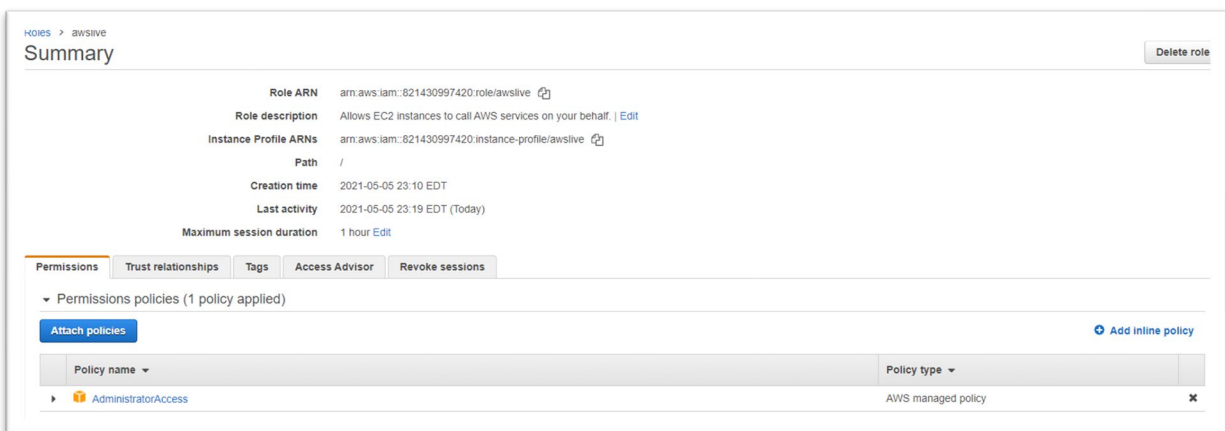 Roles > awslive
Summary
Delete role
Role ARN arn:aws:iam::821430997420:role/awslive
Role description Allows EC2 instances to call AWS services on your behalf. | Edit
Instance Profile ARNs arn:aws:iam::821430997420:instance-profile/awslive
Path /
Creation time 2021-05-05 23:10 EDT
Last activity 2021-05-05 23:19 EDT (Today)
Maximum session duration 1 hour Edit
Permissions Trust relationships Tags Access Advisor Revoke sessions
Permissions policies (1 policy applied)
Attach policies Add inline policy
Policy name Policy type
AdministratorAccess AWS managed policy